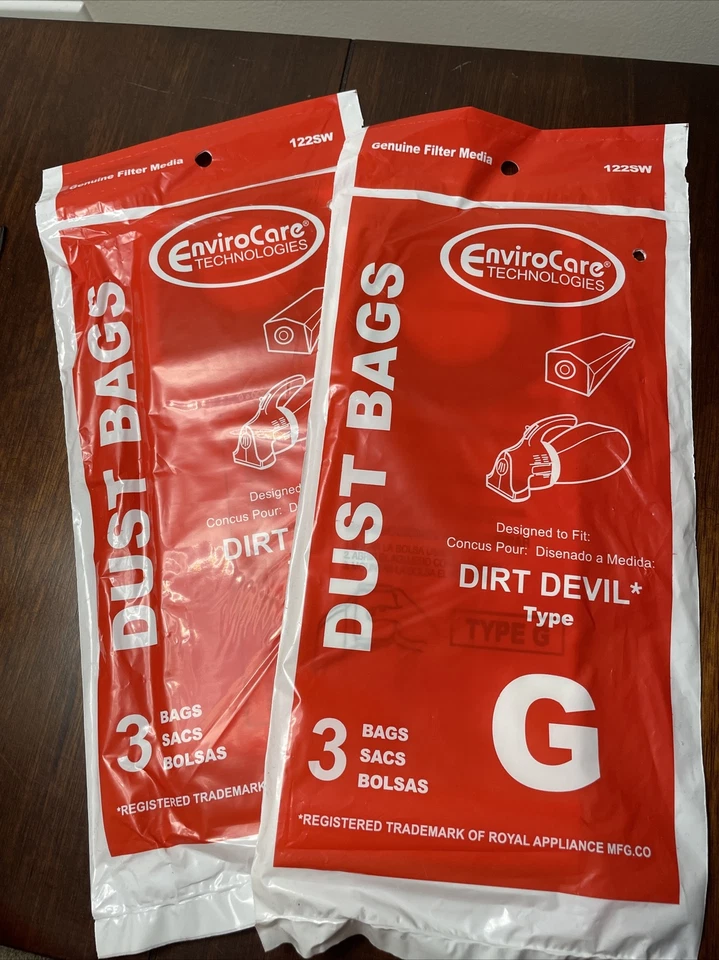 Genuine Filter Media
122SW
EnviroCare®
TECHNOLOGIES
DUST BAGS
Designed
Concus Pour: D
DIRT
3
BAGS
SACS
BOLSAS
*REGISTERED TRADEMARK
Genuine Filter Media
122SW
EnviroCare®
TECHNOLOGIES
DUST BAGS
Designed to Fit:
Concus Pour: Disenado a Medida:
DIRT DEVIL*
Type
TYPE G
G
3
BAGS
SACS
BOLSAS
*REGISTERED TRADEMARK OF ROYAL APPLIANCE MFG.CO